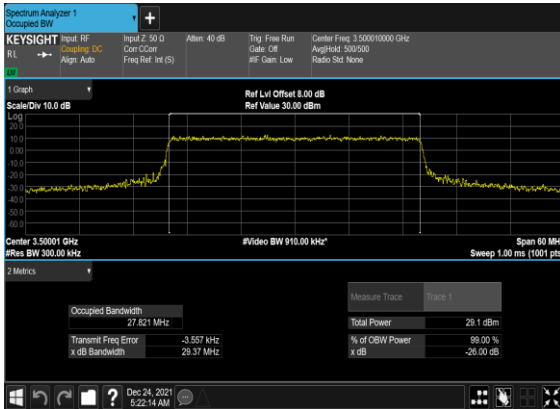 Spectrum Analyzer 1
Occupied BW
+
KEYSIGHT
RL
Input: RF
Coupling: DC
Align: Auto
Input Z: 50 Ω
Corr CCorr
Freq Ref: Int (S)
Atten: 40 dB
Trig: Free Run
Gate: Off
#IF Gain: Low
Center Freq: 3.500010000 GHz
Avg|Hold: 500/500
Radio Std: None
1 Graph
Scale/Div 10.0 dB
Ref Lvl Offset 8.00 dB
Ref Value 30.00 dBm
Log
20.0
10.0
0.00
-10.0
-20.0
-30.0
-40.0
-50.0
-60.0
Center 3.50001 GHz
#Res BW 300.00 kHz
#Video BW 910.00 kHz*
Span 60 MH
Sweep 1.00 ms (1001 pts
2 Metrics
Measure Trace
Trace 1
Occupied Bandwidth
27.821 MHz
Total Power
29.1 dBm
Transmit Freq Error
-3.557 kHz
% of OBW Power
99.00 %
x dB Bandwidth
29.37 MHz
x dB
-26.00 dB
?
Dec 24, 2021
5:22:14 AM